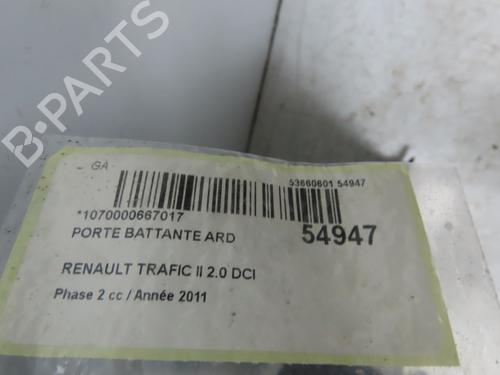 B-PARTS
GA
53660601 54947
*1070000667017
PORTE BATTANTE ARD
54947
RENAULT TRAFIC II 2.0 DCI
Phase 2 cc / Année 2011